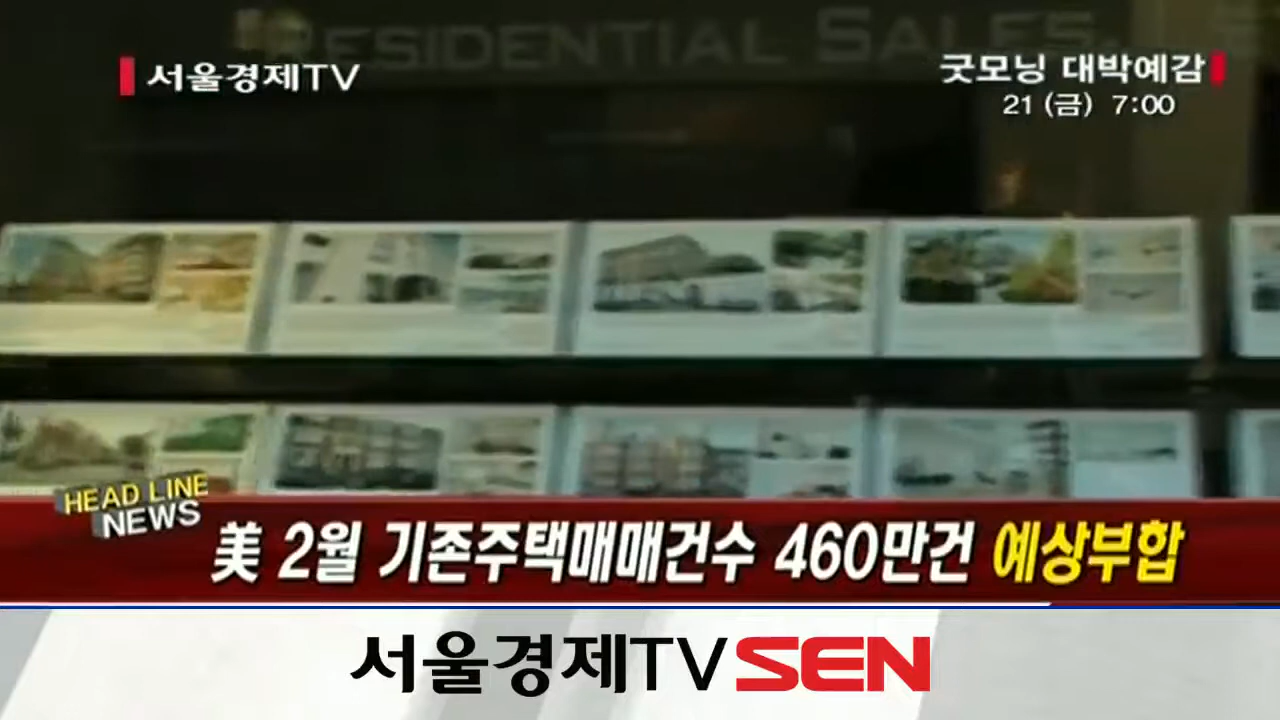 RESIDENTIAL SALES
서울경제TV
굿모닝 대박예감
21 (금) 7:00
HEAD LINE
NEWS
美 2월 기존주택매매건수 460만건 예상부합
서울경제TV SEN